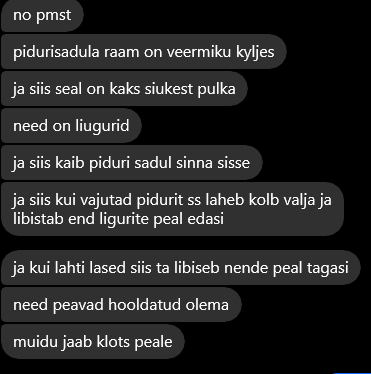 no pmst
pidurisadula raam on veermiku kyljes
ja siis seal on kaks siukest pulka
need on liugurid
ja siis kaib piduri sadul sinna sisse
ja siis kui vajutad pidurit ss laheb kolb valja ja
libistab end ligurite peal edasi
ja kui lahti lased siis ta libiseb nende peal tagasi
need peavad hooldatud olema
muidu jaab klots peale